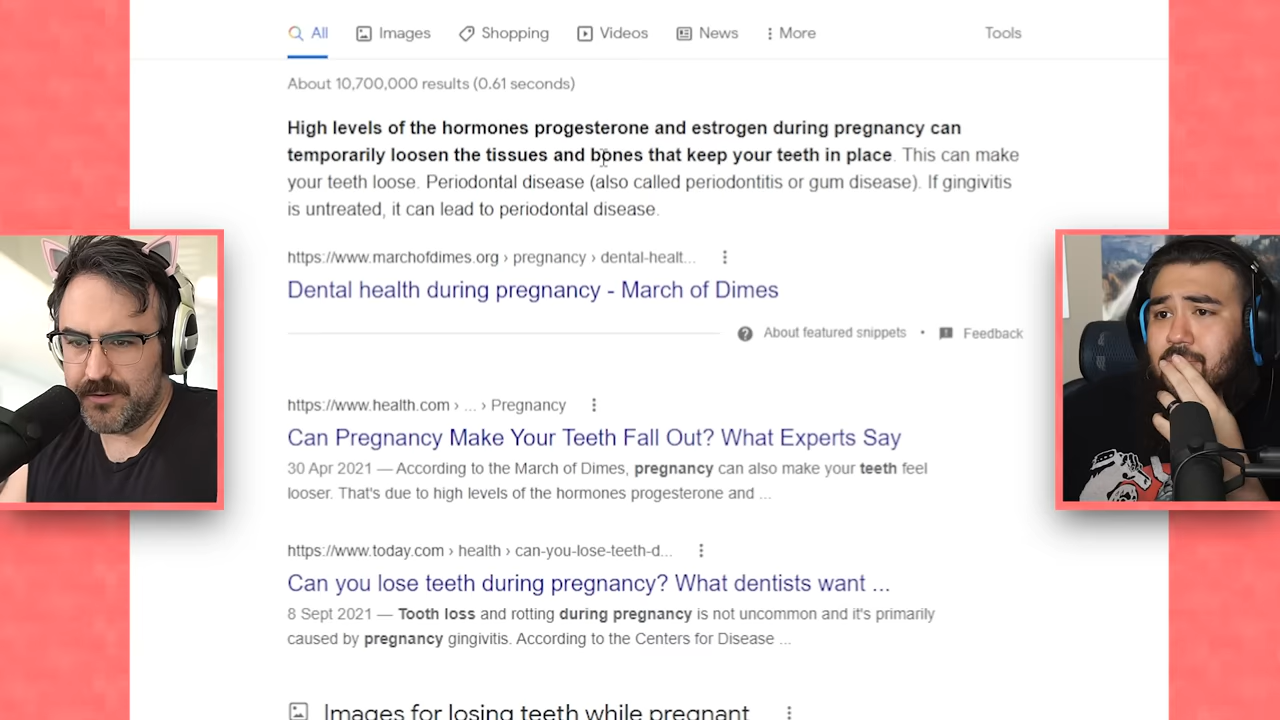 All Images Shopping Videos News More Tools
About 10,700,000 results (0.61 seconds)
High levels of the hormones progesterone and estrogen during pregnancy can
temporarily loosen the tissues and bones that keep your teeth in place. This can make
your teeth loose. Periodontal disease (also called periodontitis or gum disease). If gingivitis
is untreated, it can lead to periodontal disease.
https://www.marchofdimes.org › pregnancy › dental-healt...
Dental health during pregnancy - March of Dimes
About featured snippets • Feedback
https://www.health.com › ... › Pregnancy
Can Pregnancy Make Your Teeth Fall Out? What Experts Say
30 Apr 2021 — According to the March of Dimes, pregnancy can also make your teeth feel
looser. That's due to high levels of the hormones progesterone and ...
https://www.today.com › health › can-you-lose-teeth-d...
Can you lose teeth during pregnancy? What dentists want ...
8 Sept 2021 — Tooth loss and rotting during pregnancy is not uncommon and it's primarily
caused by pregnancy gingivitis. According to the Centers for Disease ...
Images for losing teeth while pregnant